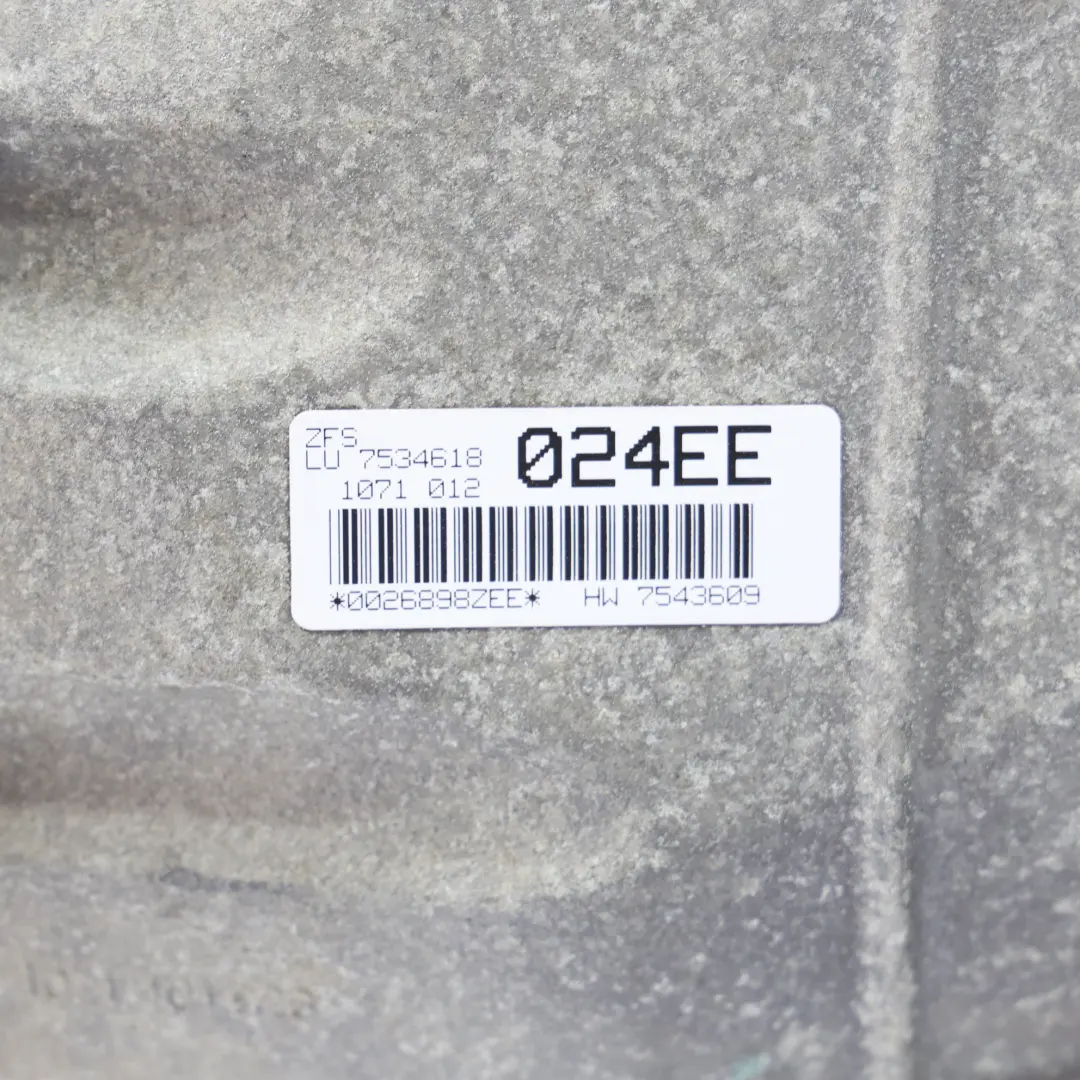 ZFS
LU 7534618
024EE
1071 012
*0026898ZEE* HW 7543609